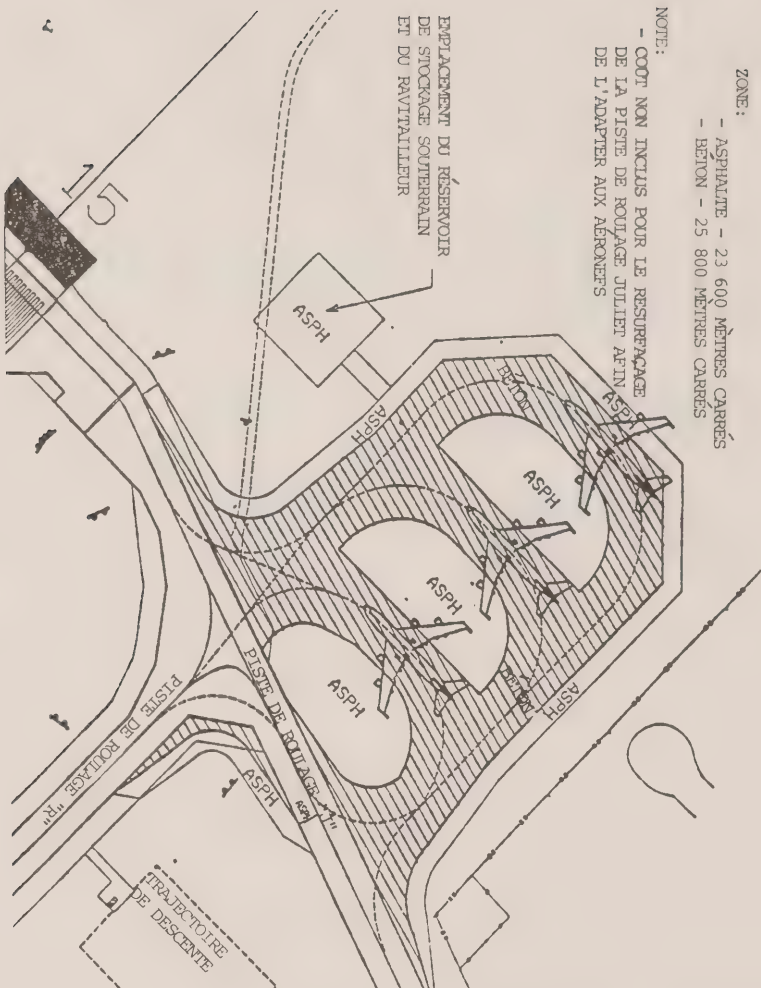 ZONE:
- ASPHALTE - 23 600 MÈTRES CARRÉS
- BÉTON - 25 800 MÈTRES CARRÉS
NOTE:
- COÛT NON INCLUS POUR LE RESURFAÇAGE
DE LA PISTE DE ROULAGE JULIET AFIN
DE L'ADAPTER AUX AÉRONEFS
EMPLACEMENT DU RÉSERVOIR
DE STOCKAGE SOUTERRAIN
ET DU RAVITAILLEUR
15
ASPH
ASPH
BÉTON
ASPH
ASPH
ASPH
ASPH
BÉTON
ASPH
PISTE DE ROULAGE "J"
PISTE DE ROULAGE "R"
ASPH
ASPH
TRAJECTOIRE
DE DESCENTE